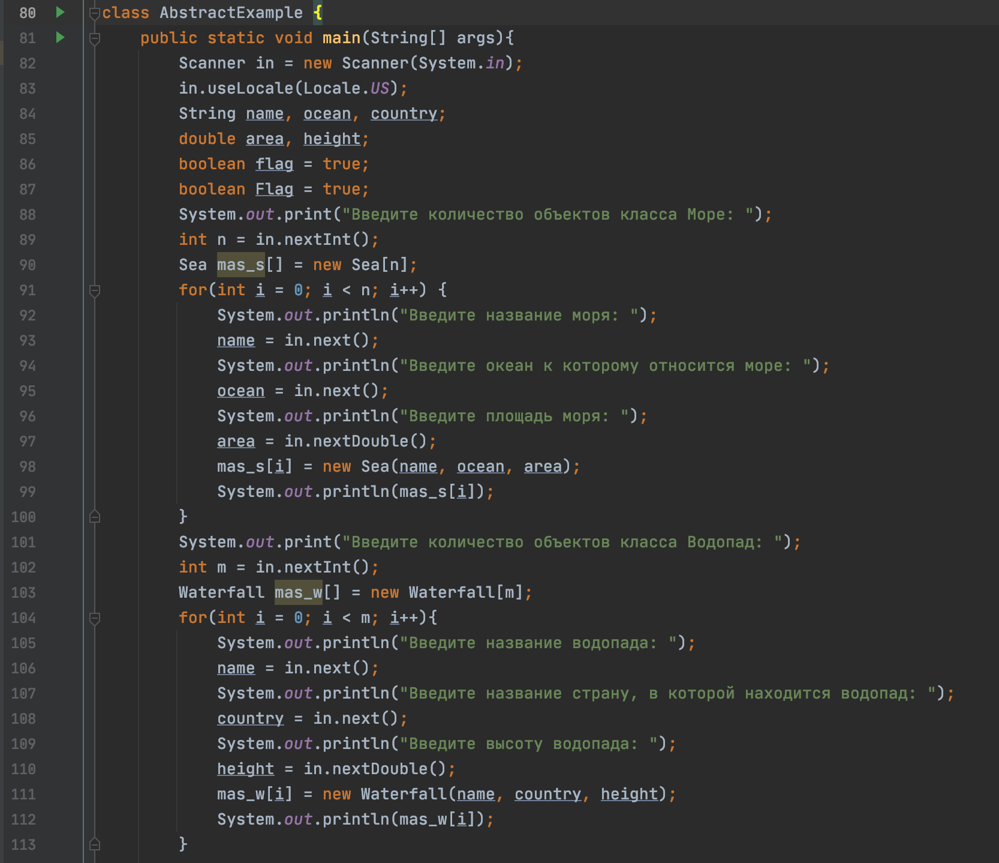 80 class AbstractExample {
81     public static void main(String[] args){
82         Scanner in = new Scanner(System.in);
83         in.useLocale(Locale.US);
84         String name, ocean, country;
85         double area, height;
86         boolean flag = true;
87         boolean Flag = true;
88         System.out.print("Введите количество объектов класса Море: ");
89         int n = in.nextInt();
90         Sea mas_s[] = new Sea[n];
91         for(int i = 0; i < n; i++) {
92             System.out.println("Введите название моря: ");
93             name = in.next();
94             System.out.println("Введите океан к которому относится море: ");
95             ocean = in.next();
96             System.out.println("Введите площадь моря: ");
97             area = in.nextDouble();
98             mas_s[i] = new Sea(name, ocean, area);
99             System.out.println(mas_s[i]);
100         }
101         System.out.print("Введите количество объектов класса Водопад: ");
102         int m = in.nextInt();
103         Waterfall mas_w[] = new Waterfall[m];
104         for(int i = 0; i < m; i++){
105             System.out.println("Введите название водопада: ");
106             name = in.next();
107             System.out.println("Введите название страну, в которой находится водопад: ");
108             country = in.next();
109             System.out.println("Введите высоту водопада: ");
110             height = in.nextDouble();
111             mas_w[i] = new Waterfall(name, country, height);
112             System.out.println(mas_w[i]);
113         }